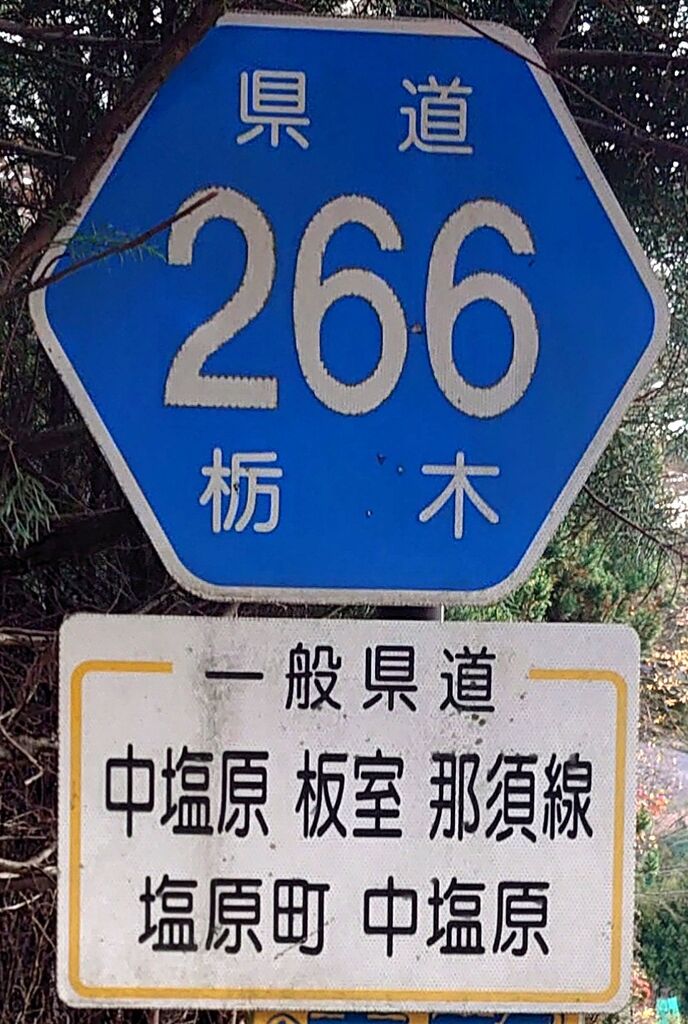 県道
266
栃木
一般県道
中塩原 板室 那須線
塩原町 中塩原